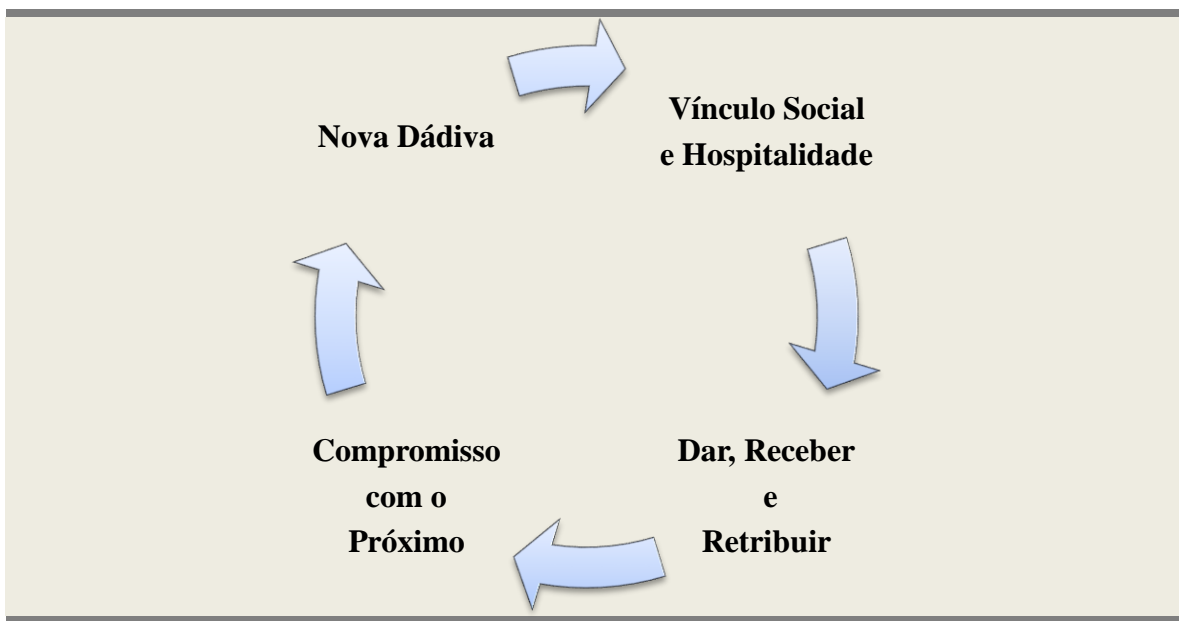 Nova Dádiva
Vínculo Social
e Hospitalidade
Compromisso
com o
Próximo
Dar, Receber
e
Retribuir